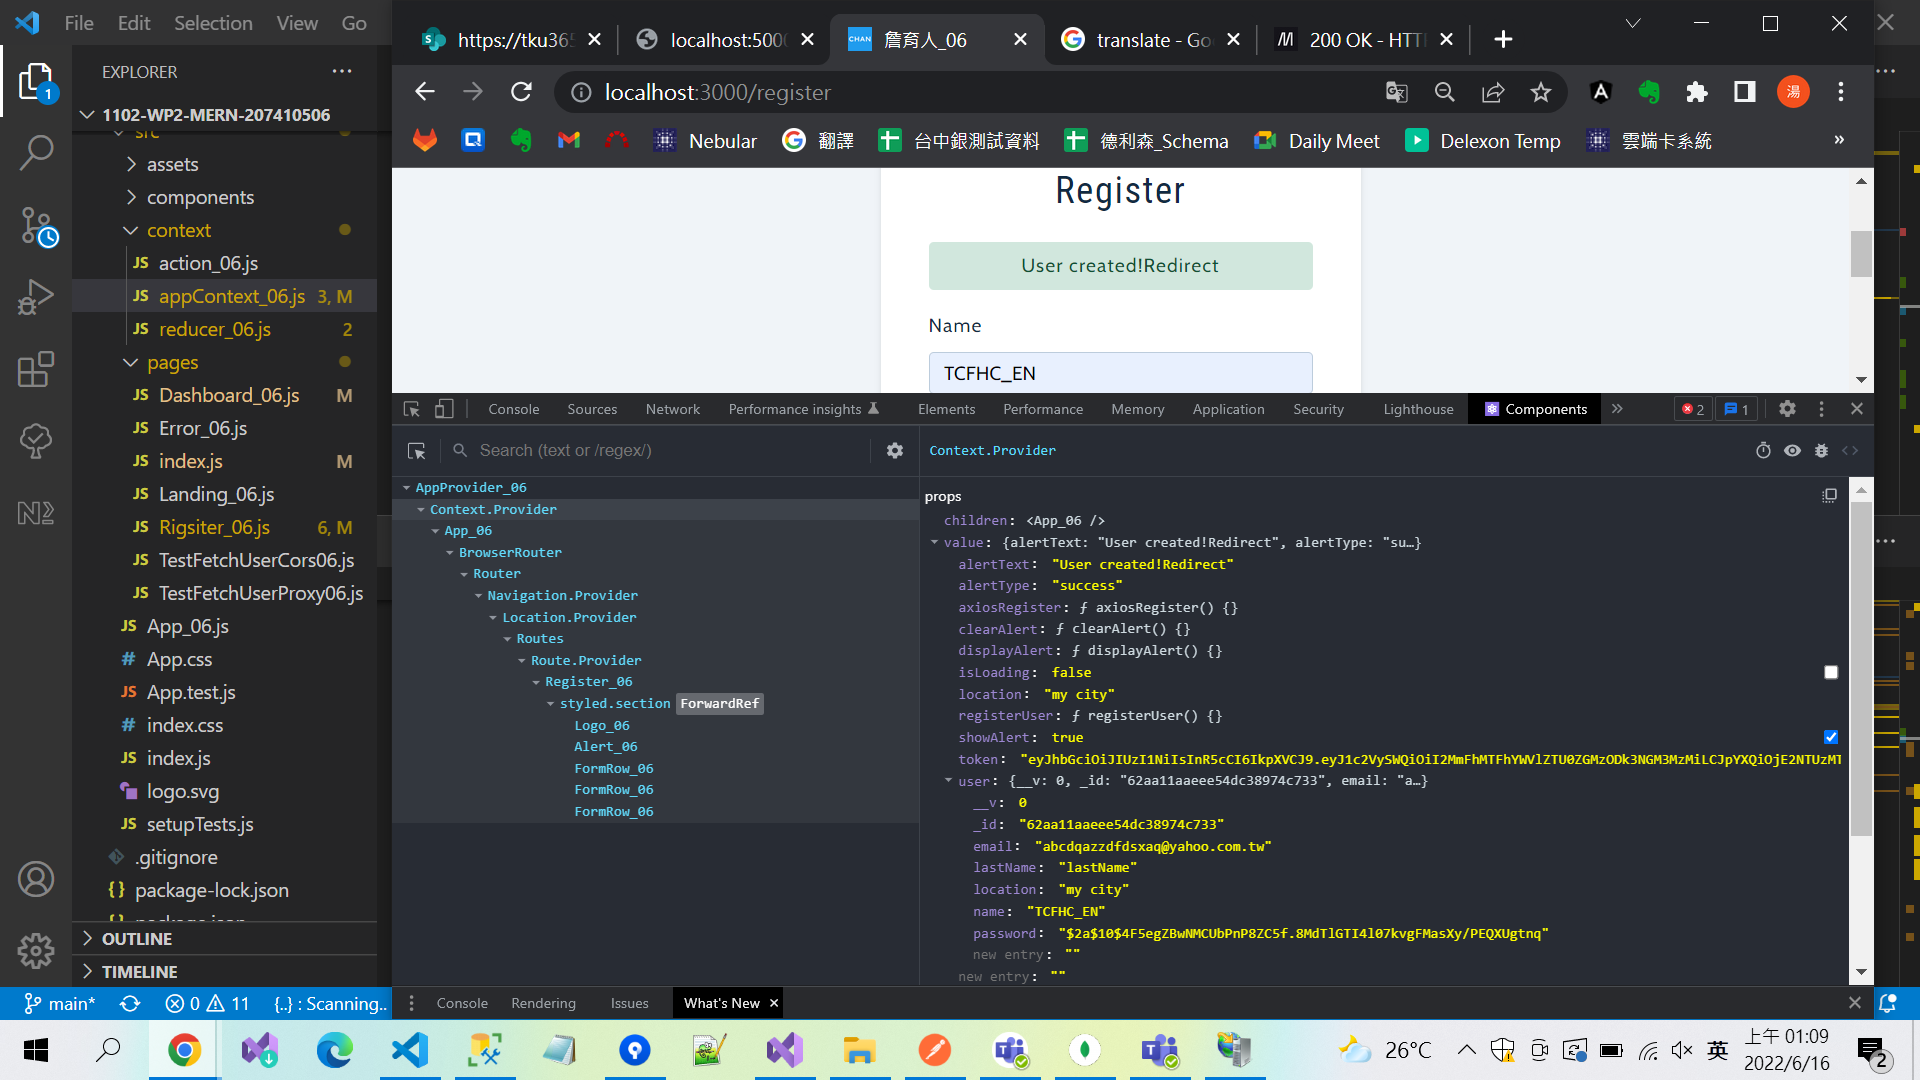 File Edit Selection View Go
https://tku365
localhost:5000
詹育人_06
translate - Go
200 OK - HTT
EXPLORER
1
1102-WP2-MERN-207410506
src
assets
components
context
JS action_06.js
JS appContext_06.js 3, M
JS reducer_06.js 2
pages
JS Dashboard_06.js M
JS Error_06.js
JS index.js M
JS Landing_06.js
JS Rigsiter_06.js 6, M
JS TestFetchUserCors06.js
JS TestFetchUserProxy06.js
JS App_06.js
# App.css
JS App.test.js
# index.css
JS index.js
logo.svg
JS setupTests.js
.gitignore
{} package-lock.json
OUTLINE
TIMELINE
main*
0
11
{..} : Scanning..
localhost:3000/register
湯
Nebular
翻譯
台中銀測試資料
德利森_Schema
Daily Meet
Delexon Temp
雲端卡系統
»
Register
User created!Redirect
Name
TCFHC_EN
Console Sources Network Performance insights Elements Performance Memory Application Security Lighthouse Components » 2 1
Search (text or /regex/)
AppProvider_06
Context.Provider
App_06
BrowserRouter
Router
Navigation.Provider
Location.Provider
Routes
Route.Provider
Register_06
styled.section ForwardRef
Logo_06
Alert_06
FormRow_06
FormRow_06
FormRow_06
Context.Provider
props
children: <App_06 />
value: {alertText: "User created!Redirect", alertType: "su…}
alertText: "User created!Redirect"
alertType: "success"
axiosRegister: ƒ axiosRegister() {}
clearAlert: ƒ clearAlert() {}
displayAlert: ƒ displayAlert() {}
isLoading: false
location: "my city"
registerUser: ƒ registerUser() {}
showAlert: true
token: "eyJhbGciOiJIUzI1NiIsInR5cCI6IkpXVCJ9.eyJ1c2VySWQiOiI2MmFhMTFhYWVlZTU0ZGMzODk3NGM3MzMiLCJpYXQiOjE2NTUzMT
user: {__v: 0, _id: "62aa11aaeee54dc38974c733", email: "a…}
__v: 0
_id: "62aa11aaeee54dc38974c733"
email: "abcdqazzdfdsxaq@yahoo.com.tw"
lastName: "lastName"
location: "my city"
name: "TCFHC_EN"
password: "$2a$10$4F5egZBwNMCUbPnP8ZC5f.8MdTlGTI4l07kvgFMasXy/PEQXUgtnq"
new entry: ""
new entry: ""
Console Rendering Issues What's New
26°C
英
上午 01:09
2022/6/16
2